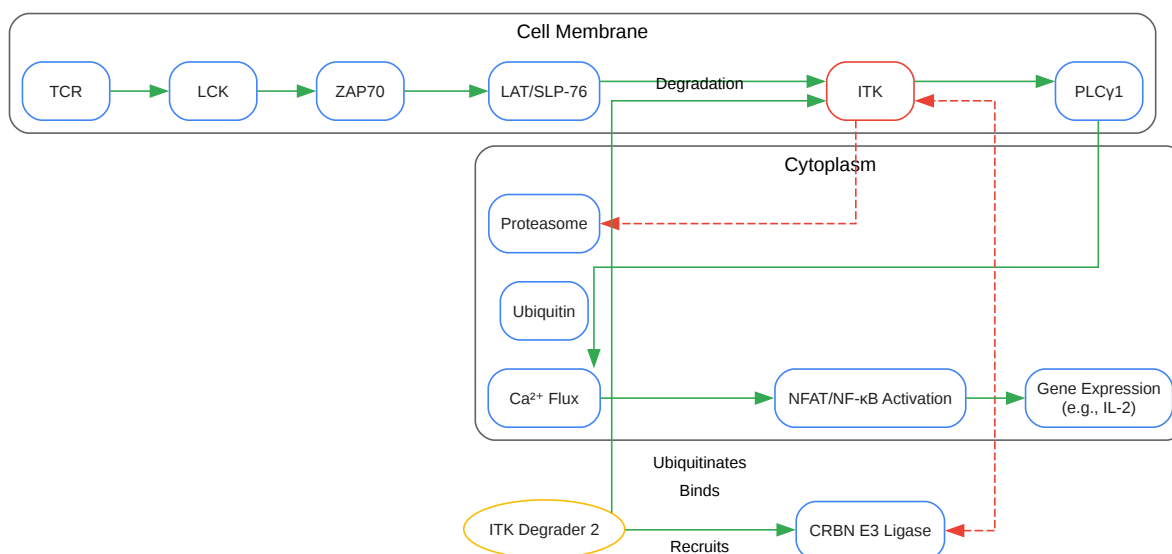 Cell Membrane
TCR
LCK
ZAP70
LAT/SLP-76
Degradation
ITK
PLCγ1
Cytoplasm
Proteasome
Ubiquitin
Ca²⁺ Flux
NFAT/NF-κB Activation
Gene Expression
(e.g., IL-2)
Ubiquitinates
Binds
ITK Degrader 2
CRBN E3 Ligase
Recruits